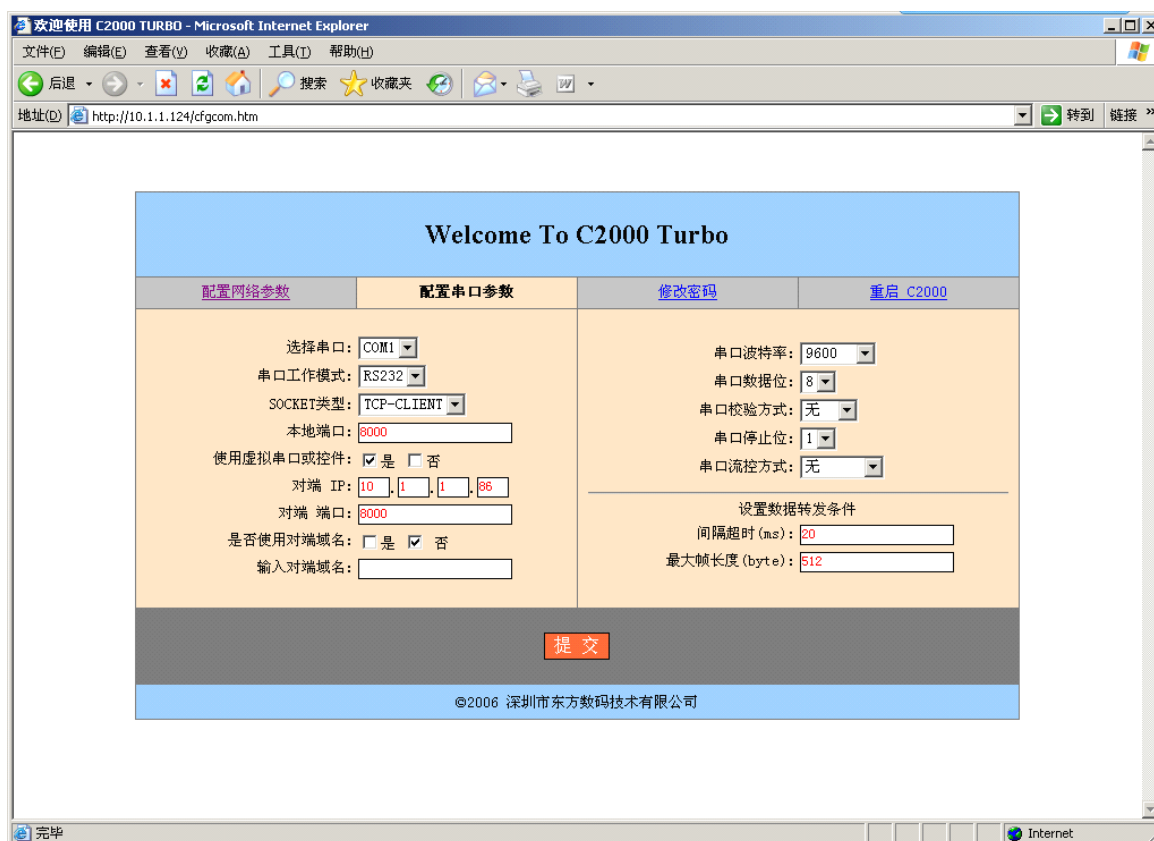 欢迎使用 C2000 TURBO - Microsoft Internet Explorer
文件(F) 编辑(E) 查看(V) 收藏(A) 工具(T) 帮助(H)
后退 搜索 收藏夹
地址(D) http://10.1.1.124/cfgcom.htm 转到 链接 »
Welcome To C2000 Turbo
配置网络参数 配置串口参数 修改密码 重启 C2000
选择串口: COM1
串口工作模式: RS232
SOCKET类型: TCP-CLIENT
本地端口: 8000
使用虚拟串口或控件: 是 否
对端 IP: 10 . 1 . 1 . 86
对端 端口: 8000
是否使用对端域名: 是 否
输入对端域名:
串口波特率: 9600
串口数据位: 8
串口校验方式: 无
串口停止位: 1
串口流控方式: 无
设置数据转发条件
间隔超时(ms): 20
最大帧长度(byte): 512
提 交
©2006 深圳市东方数码技术有限公司
完毕 Internet